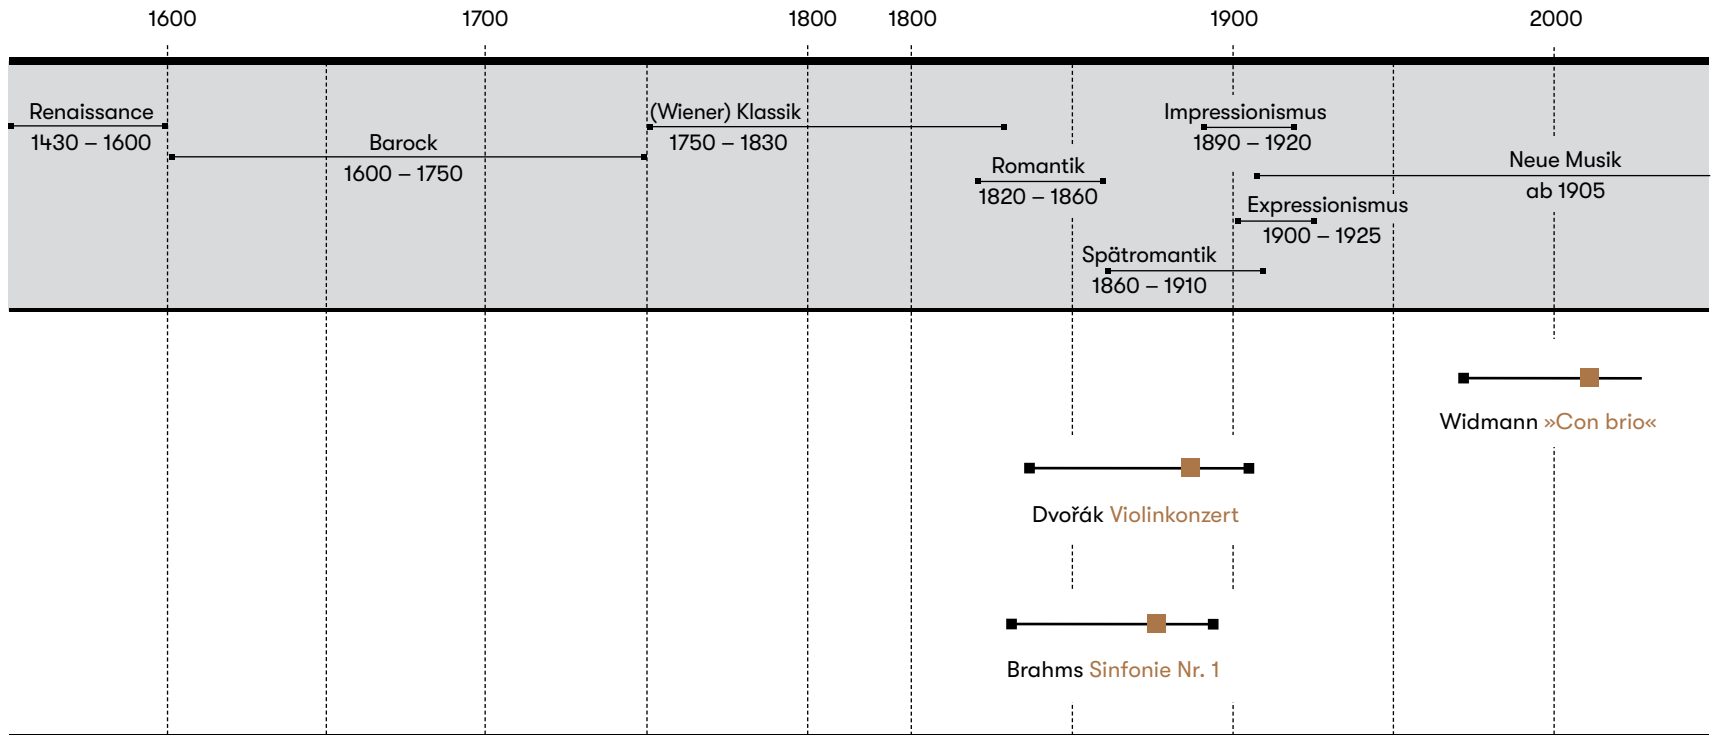 1600 1700 1800 1800 1900 2000
Renaissance
1430 – 1600
Barock
1600 – 1750
(Wiener) Klassik
1750 – 1830
Romantik
1820 – 1860
Spätromantik
1860 – 1910
Impressionismus
1890 – 1920
Expressionismus
1900 – 1925
Neue Musik
ab 1905
Widmann »Con brio«
Dvořák Violinkonzert
Brahms Sinfonie Nr. 1